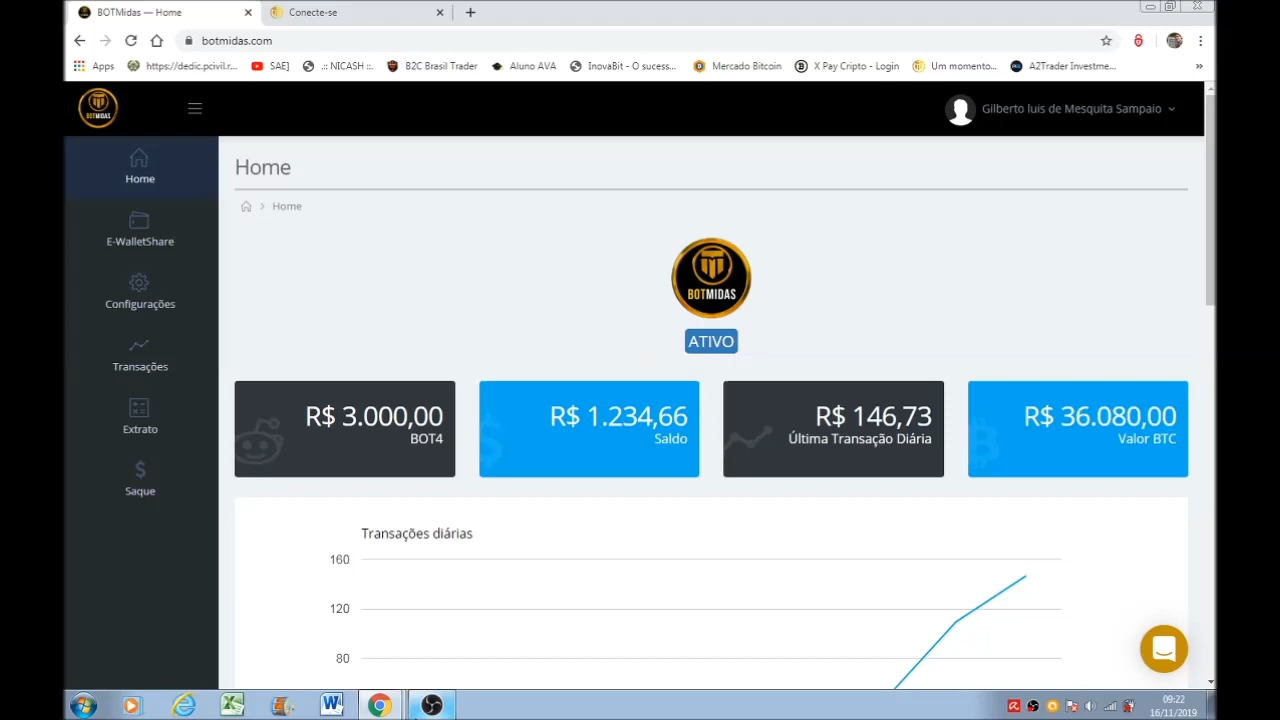 BOTMidas — Home
Conecte-se
botmidas.com
Apps
https://dedic.pcivil.r...
SAEJ
.:: NICASH ::.
B2C Brasil Trader
Aluno AVA
InovaBit - O sucess...
Mercado Bitcoin
X Pay Cripto - Login
Um momento...
A2Trader Investme...
BOTMIDAS
Gilberto luis de Mesquita Sampaio
Home
E-WalletShare
Configurações
Transações
Extrato
Saque
Home
Home
BOTMIDAS
ATIVO
R$ 3.000,00
BOT4
R$ 1.234,66
Saldo
R$ 146,73
Última Transação Diária
R$ 36.080,00
Valor BTC
Transações diárias
160
120
80
09:22
16/11/2019